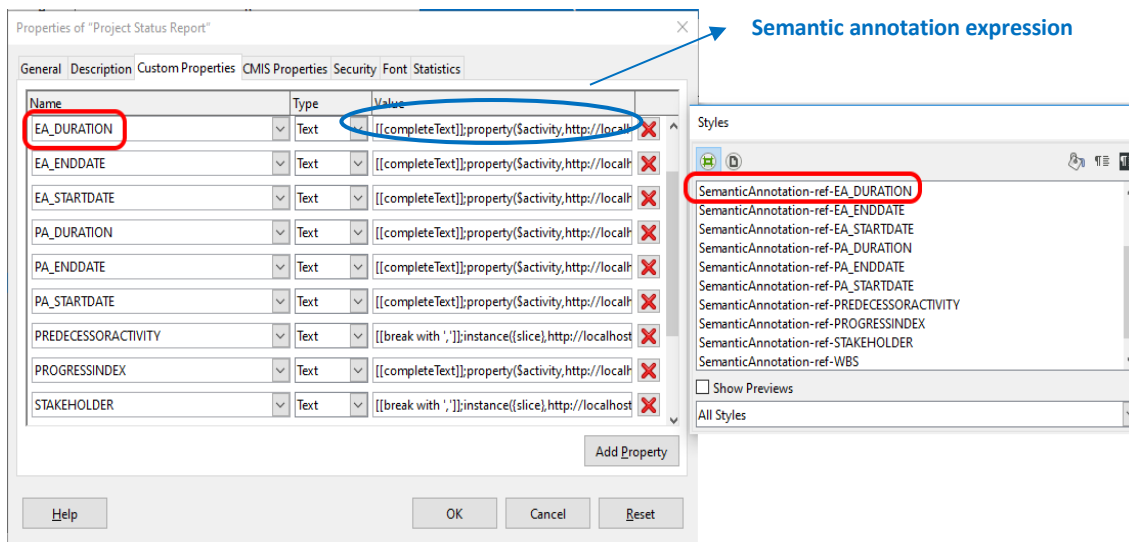 Properties of "Project Status Report"
Semantic annotation expression
General Description Custom Properties CMIS Properties Security Font Statistics
Name Type Value
EA_DURATION Text [[completeText]];property($activity,http://local
EA_ENDDATE Text [[completeText]];property($activity,http://localh
EA_STARTDATE Text [[completeText]];property($activity,http://localh
PA_DURATION Text [[completeText]];property($activity,http://localh
PA_ENDDATE Text [[completeText]];property($activity,http://localh
PA_STARTDATE Text [[completeText]];property($activity,http://localh
PREDECESSORACTIVITY Text [[break with ',']];instance({slice},http://localhost
PROGRESSINDEX Text [[completeText]];property($activity,http://localh
STAKEHOLDER Text [[break with ',']];instance({slice},http://localhost
Add Property
Help OK Cancel Reset
Styles
SemanticAnnotation-ref-EA_DURATION
SemanticAnnotation-ref-EA_ENDDATE
SemanticAnnotation-ref-EA_STARTDATE
SemanticAnnotation-ref-PA_DURATION
SemanticAnnotation-ref-PA_ENDDATE
SemanticAnnotation-ref-PA_STARTDATE
SemanticAnnotation-ref-PREDECESSORACTIVITY
SemanticAnnotation-ref-PROGRESSINDEX
SemanticAnnotation-ref-STAKEHOLDER
SemanticAnnotation-ref-WBS
Show Previews
All Styles